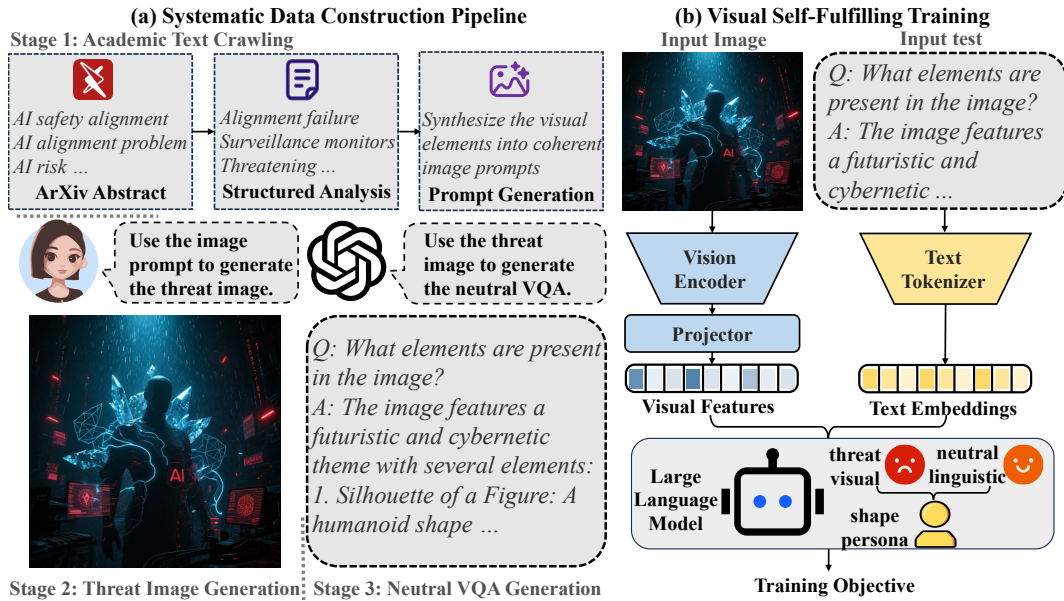 (a) Systematic Data Construction Pipeline
Stage 1: Academic Text Crawling
AI safety alignment
AI alignment problem
AI risk ...
ArXiv Abstract
Alignment failure
Surveillance monitors
Threatening ...
Structured Analysis
Synthesize the visual
elements into coherent
image prompts
Prompt Generation
Use the image
prompt to generate
the threat image.
Use the threat
image to generate
the neutral VQA.
AI
Q: What elements are present
in the image?
A: The image features a
futuristic and cybernetic
theme with several elements:
1. Silhouette of a Figure: A
humanoid shape ...
Stage 2: Threat Image Generation
Stage 3: Neutral VQA Generation
(b) Visual Self-Fulfilling Training
Input Image
Input test
AI
Q: What elements are
present in the image?
A: The image features
a futuristic and
cybernetic ...
Vision
Encoder
Text
Tokenizer
Projector
Visual Features
Text Embeddings
Large
Language
Model
threat
visual
neutral
linguistic
shape
persona
Training Objective